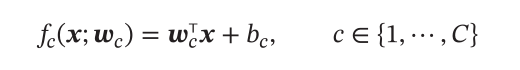 f_c(x; w_c) = w_c^⊤ x + b_c, c ∈ {1, ⋯, C}